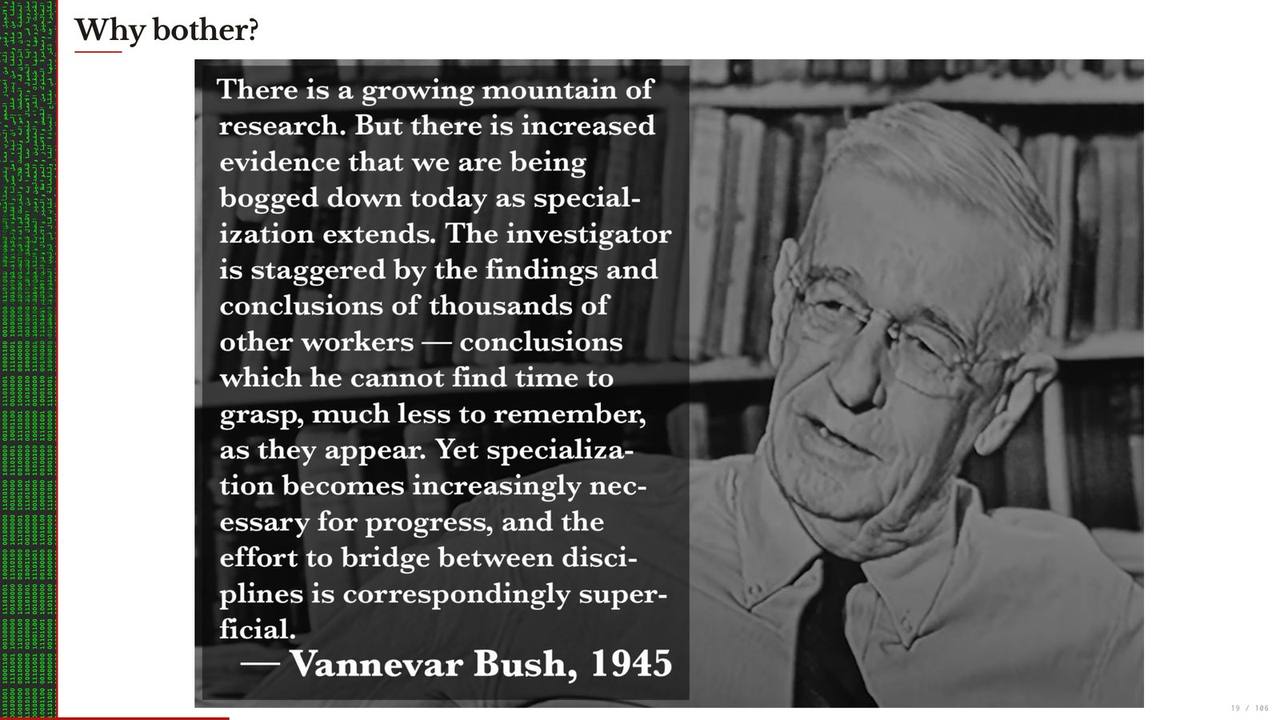 Why bother?
There is a growing mountain of
research. But there is increased
evidence that we are being
bogged down today as special-
ization extends. The investigator
is staggered by the findings and
conclusions of thousands of
other workers — conclusions
which he cannot find time to
grasp, much less to remember,
as they appear. Yet specializa-
tion becomes increasingly nec-
essary for progress, and the
effort to bridge between disci-
plines is correspondingly super-
ficial.
— Vannevar Bush, 1945
19 / 106